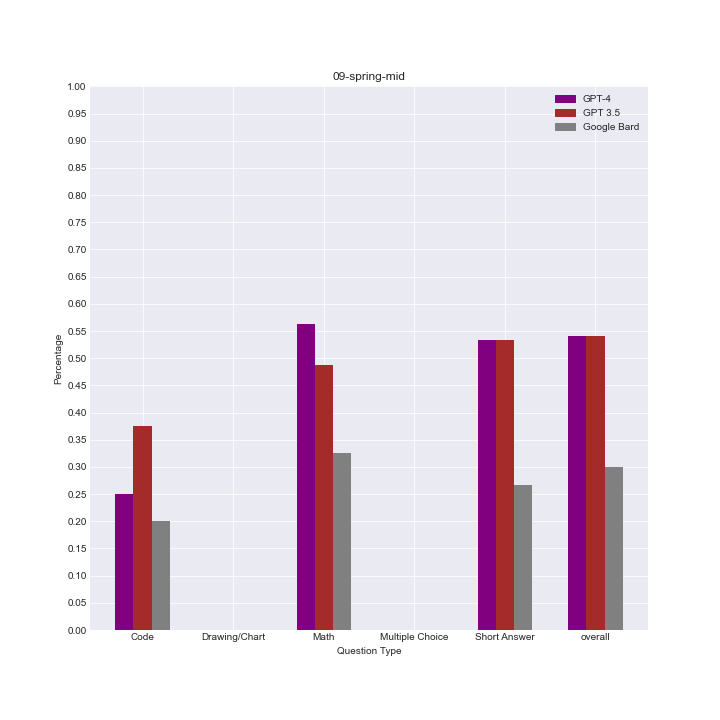 09-spring-mid
GPT-4
GPT 3.5
Google Bard
1.00
0.95
0.90
0.85
0.80
0.75
0.70
0.65
0.60
0.55
0.50
0.45
0.40
0.35
0.30
0.25
0.20
0.15
0.10
0.05
0.00
Percentage
Code
Drawing/Chart
Math
Multiple Choice
Short Answer
overall
Question Type